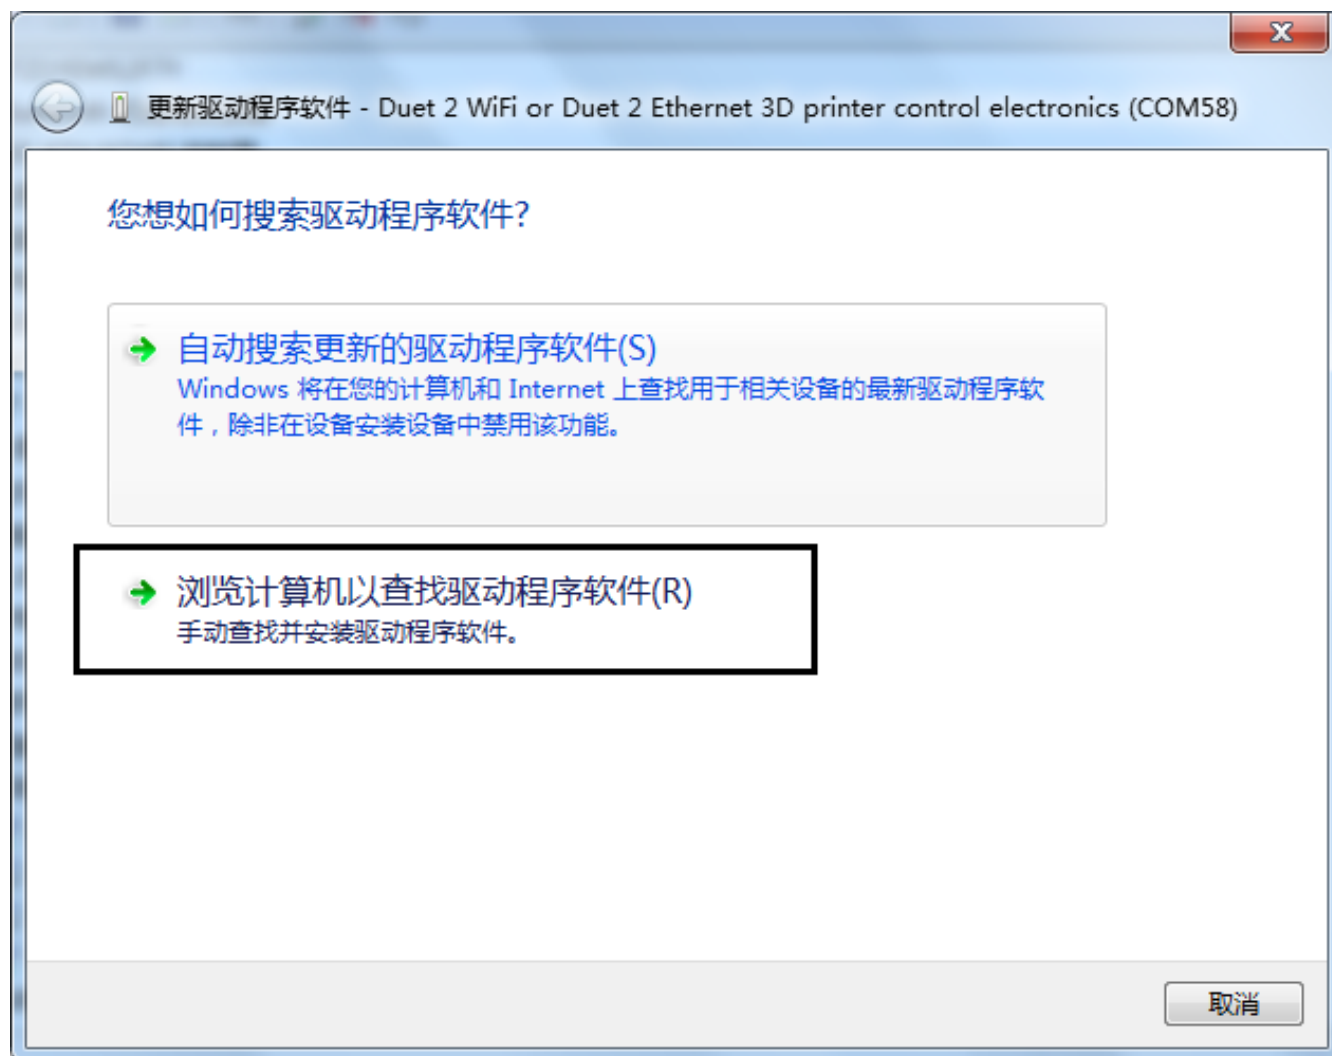 更新驱动程序软件 - Duet 2 WiFi or Duet 2 Ethernet 3D printer control electronics (COM58)
您想如何搜索驱动程序软件?
自动搜索更新的驱动程序软件(S)
Windows 将在您的计算机和 Internet 上查找用于相关设备的最新驱动程序软
件，除非在设备安装设备中禁用该功能。
浏览计算机以查找驱动程序软件(R)
手动查找并安装驱动程序软件。
取消